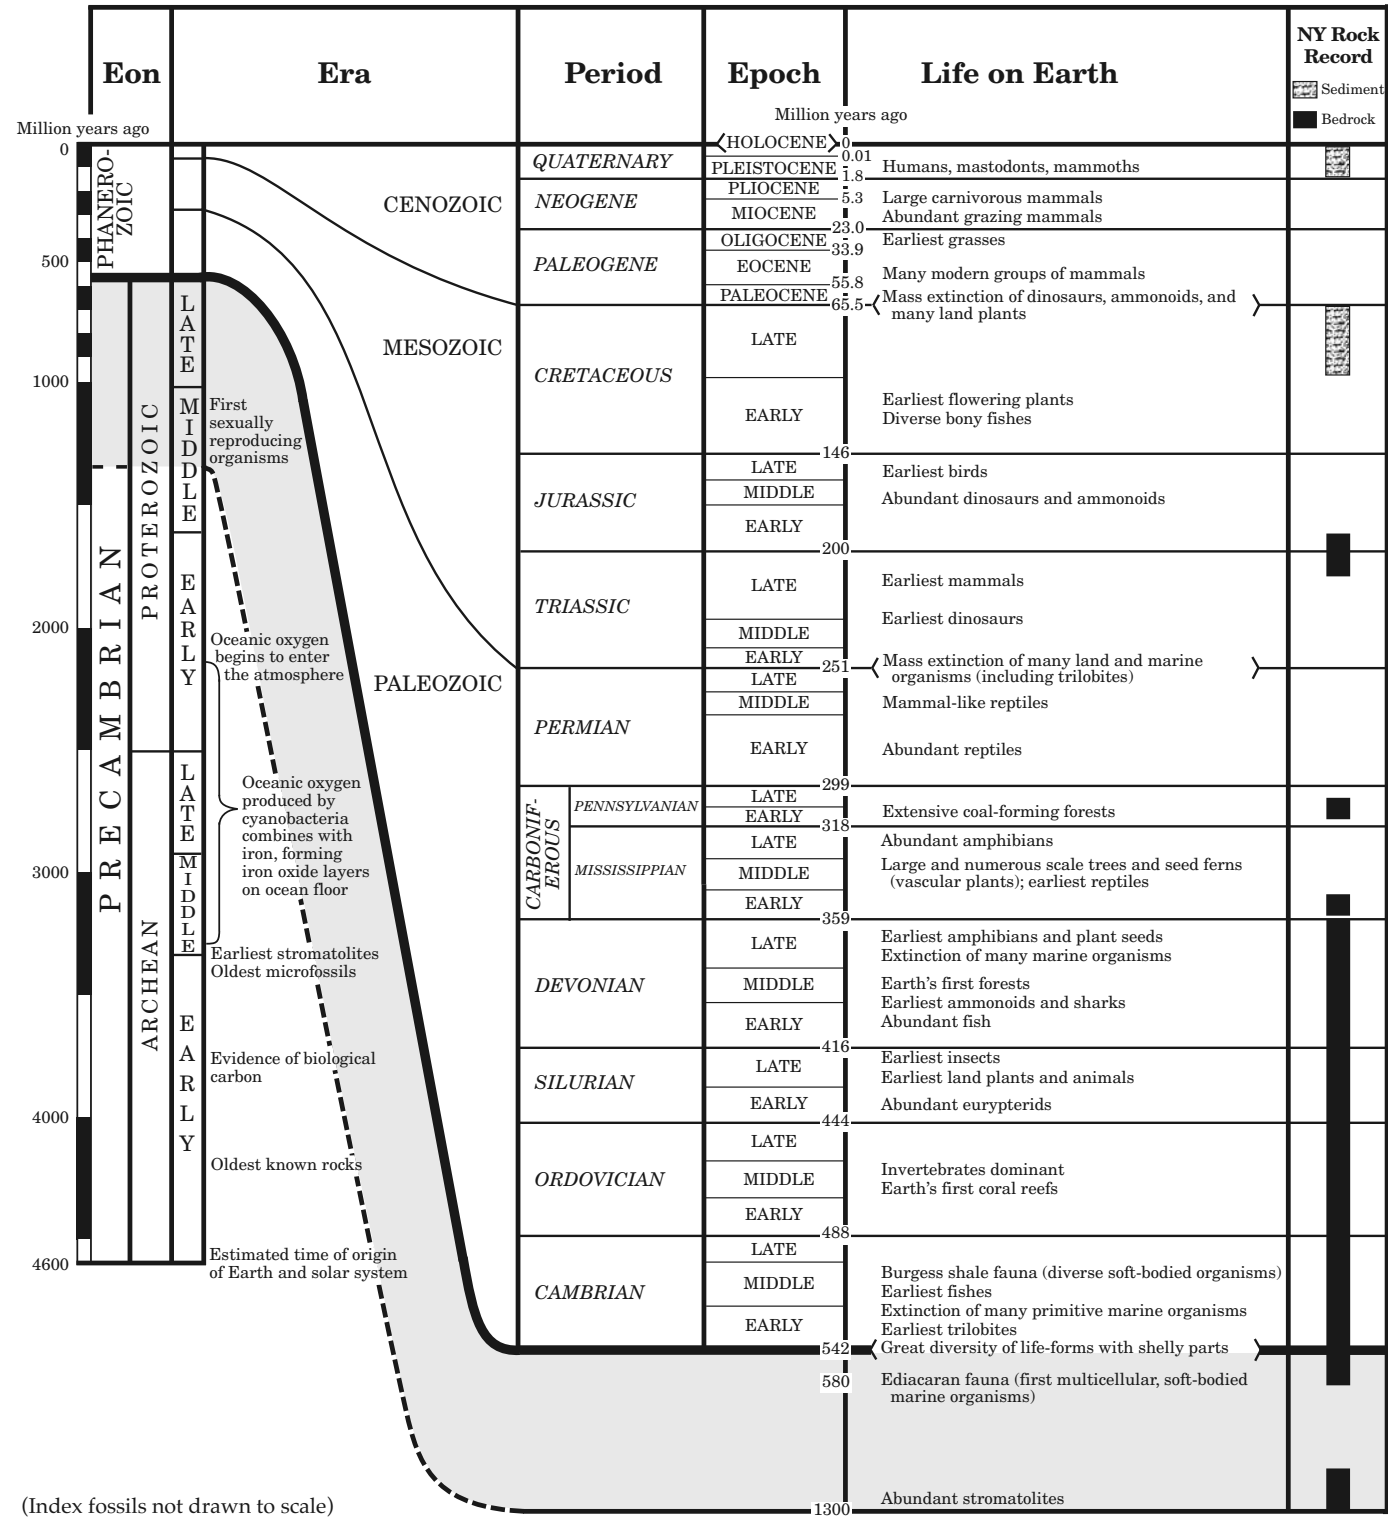 Eon
Era
Period
Epoch
Life on Earth
NY Rock
Record
Sediment
Bedrock
Million years ago
Million years ago
0
500
1000
2000
3000
4000
4600
PHANERO-
ZOIC
PRECAMBRIAN
PROTEROZOIC
ARCHEAN
LATE
MIDDLE
EARLY
LATE
MIDDLE
EARLY
First
sexually
reproducing
organisms
Oceanic oxygen
begins to enter
the atmosphere
Oceanic oxygen
produced by
cyanobacteria
combines with
iron, forming
iron oxide layers
on ocean floor
Earliest stromatolites
Oldest microfossils
Evidence of biological
carbon
Oldest known rocks
Estimated time of origin
of Earth and solar system
CENOZOIC
MESOZOIC
PALEOZOIC
QUATERNARY
NEOGENE
PALEOGENE
CRETACEOUS
JURASSIC
TRIASSIC
PERMIAN
CARBONIF-
EROUS
PENNSYLVANIAN
MISSISSIPPIAN
DEVONIAN
SILURIAN
ORDOVICIAN
CAMBRIAN
HOLOCENE
PLEISTOCENE
PLIOCENE
MIOCENE
OLIGOCENE
EOCENE
PALEOCENE
LATE
EARLY
LATE
MIDDLE
EARLY
LATE
MIDDLE
EARLY
LATE
MIDDLE
EARLY
LATE
EARLY
LATE
MIDDLE
EARLY
LATE
MIDDLE
EARLY
LATE
EARLY
LATE
MIDDLE
EARLY
LATE
MIDDLE
EARLY
0
0.01
1.8
5.3
23.0
33.9
55.8
65.5
146
200
251
299
318
359
416
444
488
542
580
1300
Humans, mastodonts, mammoths
Large carnivorous mammals
Abundant grazing mammals
Earliest grasses
Many modern groups of mammals
Mass extinction of dinosaurs, ammonoids, and
many land plants
Earliest flowering plants
Diverse bony fishes
Earliest birds
Abundant dinosaurs and ammonoids
Earliest mammals
Earliest dinosaurs
Mass extinction of many land and marine
organisms (including trilobites)
Mammal-like reptiles
Abundant reptiles
Extensive coal-forming forests
Abundant amphibians
Large and numerous scale trees and seed ferns
(vascular plants); earliest reptiles
Earliest amphibians and plant seeds
Extinction of many marine organisms
Earth's first forests
Earliest ammonoids and sharks
Abundant fish
Earliest insects
Earliest land plants and animals
Abundant eurypterids
Invertebrates dominant
Earth's first coral reefs
Burgess shale fauna (diverse soft-bodied organisms)
Earliest fishes
Extinction of many primitive marine organisms
Earliest trilobites
Great diversity of life-forms with shelly parts
Ediacaran fauna (first multicellular, soft-bodied
marine organisms)
Abundant stromatolites
(Index fossils not drawn to scale)